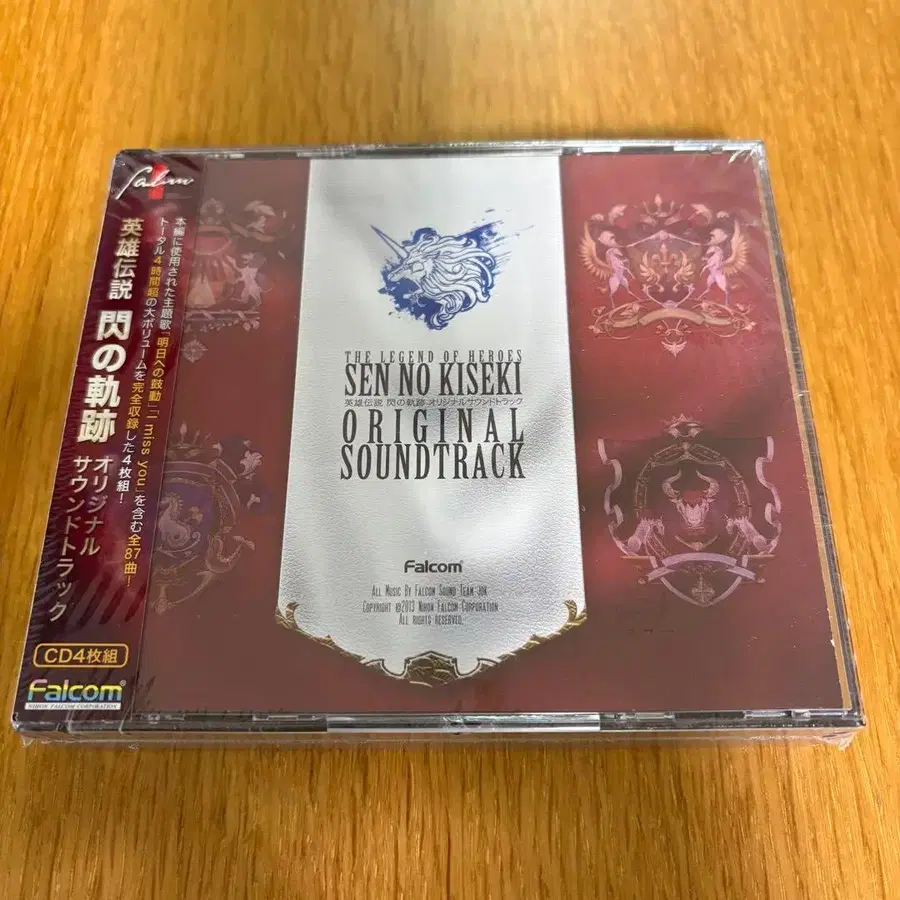 Falcom
英雄伝説 閃の軌跡
オリジナル
サウンドトラック
本編に使用された主題歌「明日への鼓動」「I miss you」を含む全87曲!
トータル4時間超の大ボリュームを完全収録した4枚組!
CD4枚組
Falcom
NIHON FALCOM CORPORATION
THE LEGEND OF HEROES
SEN NO KISEKI
英雄伝説 閃の軌跡 オリジナルサウンドトラック
ORIGINAL
SOUNDTRACK
Falcom
ALL MUSIC BY FALCOM SOUND TEAM JDK
COPYRIGHT ©2013 NIHON FALCOM CORPORATION
ALL RIGHTS RESERVED.